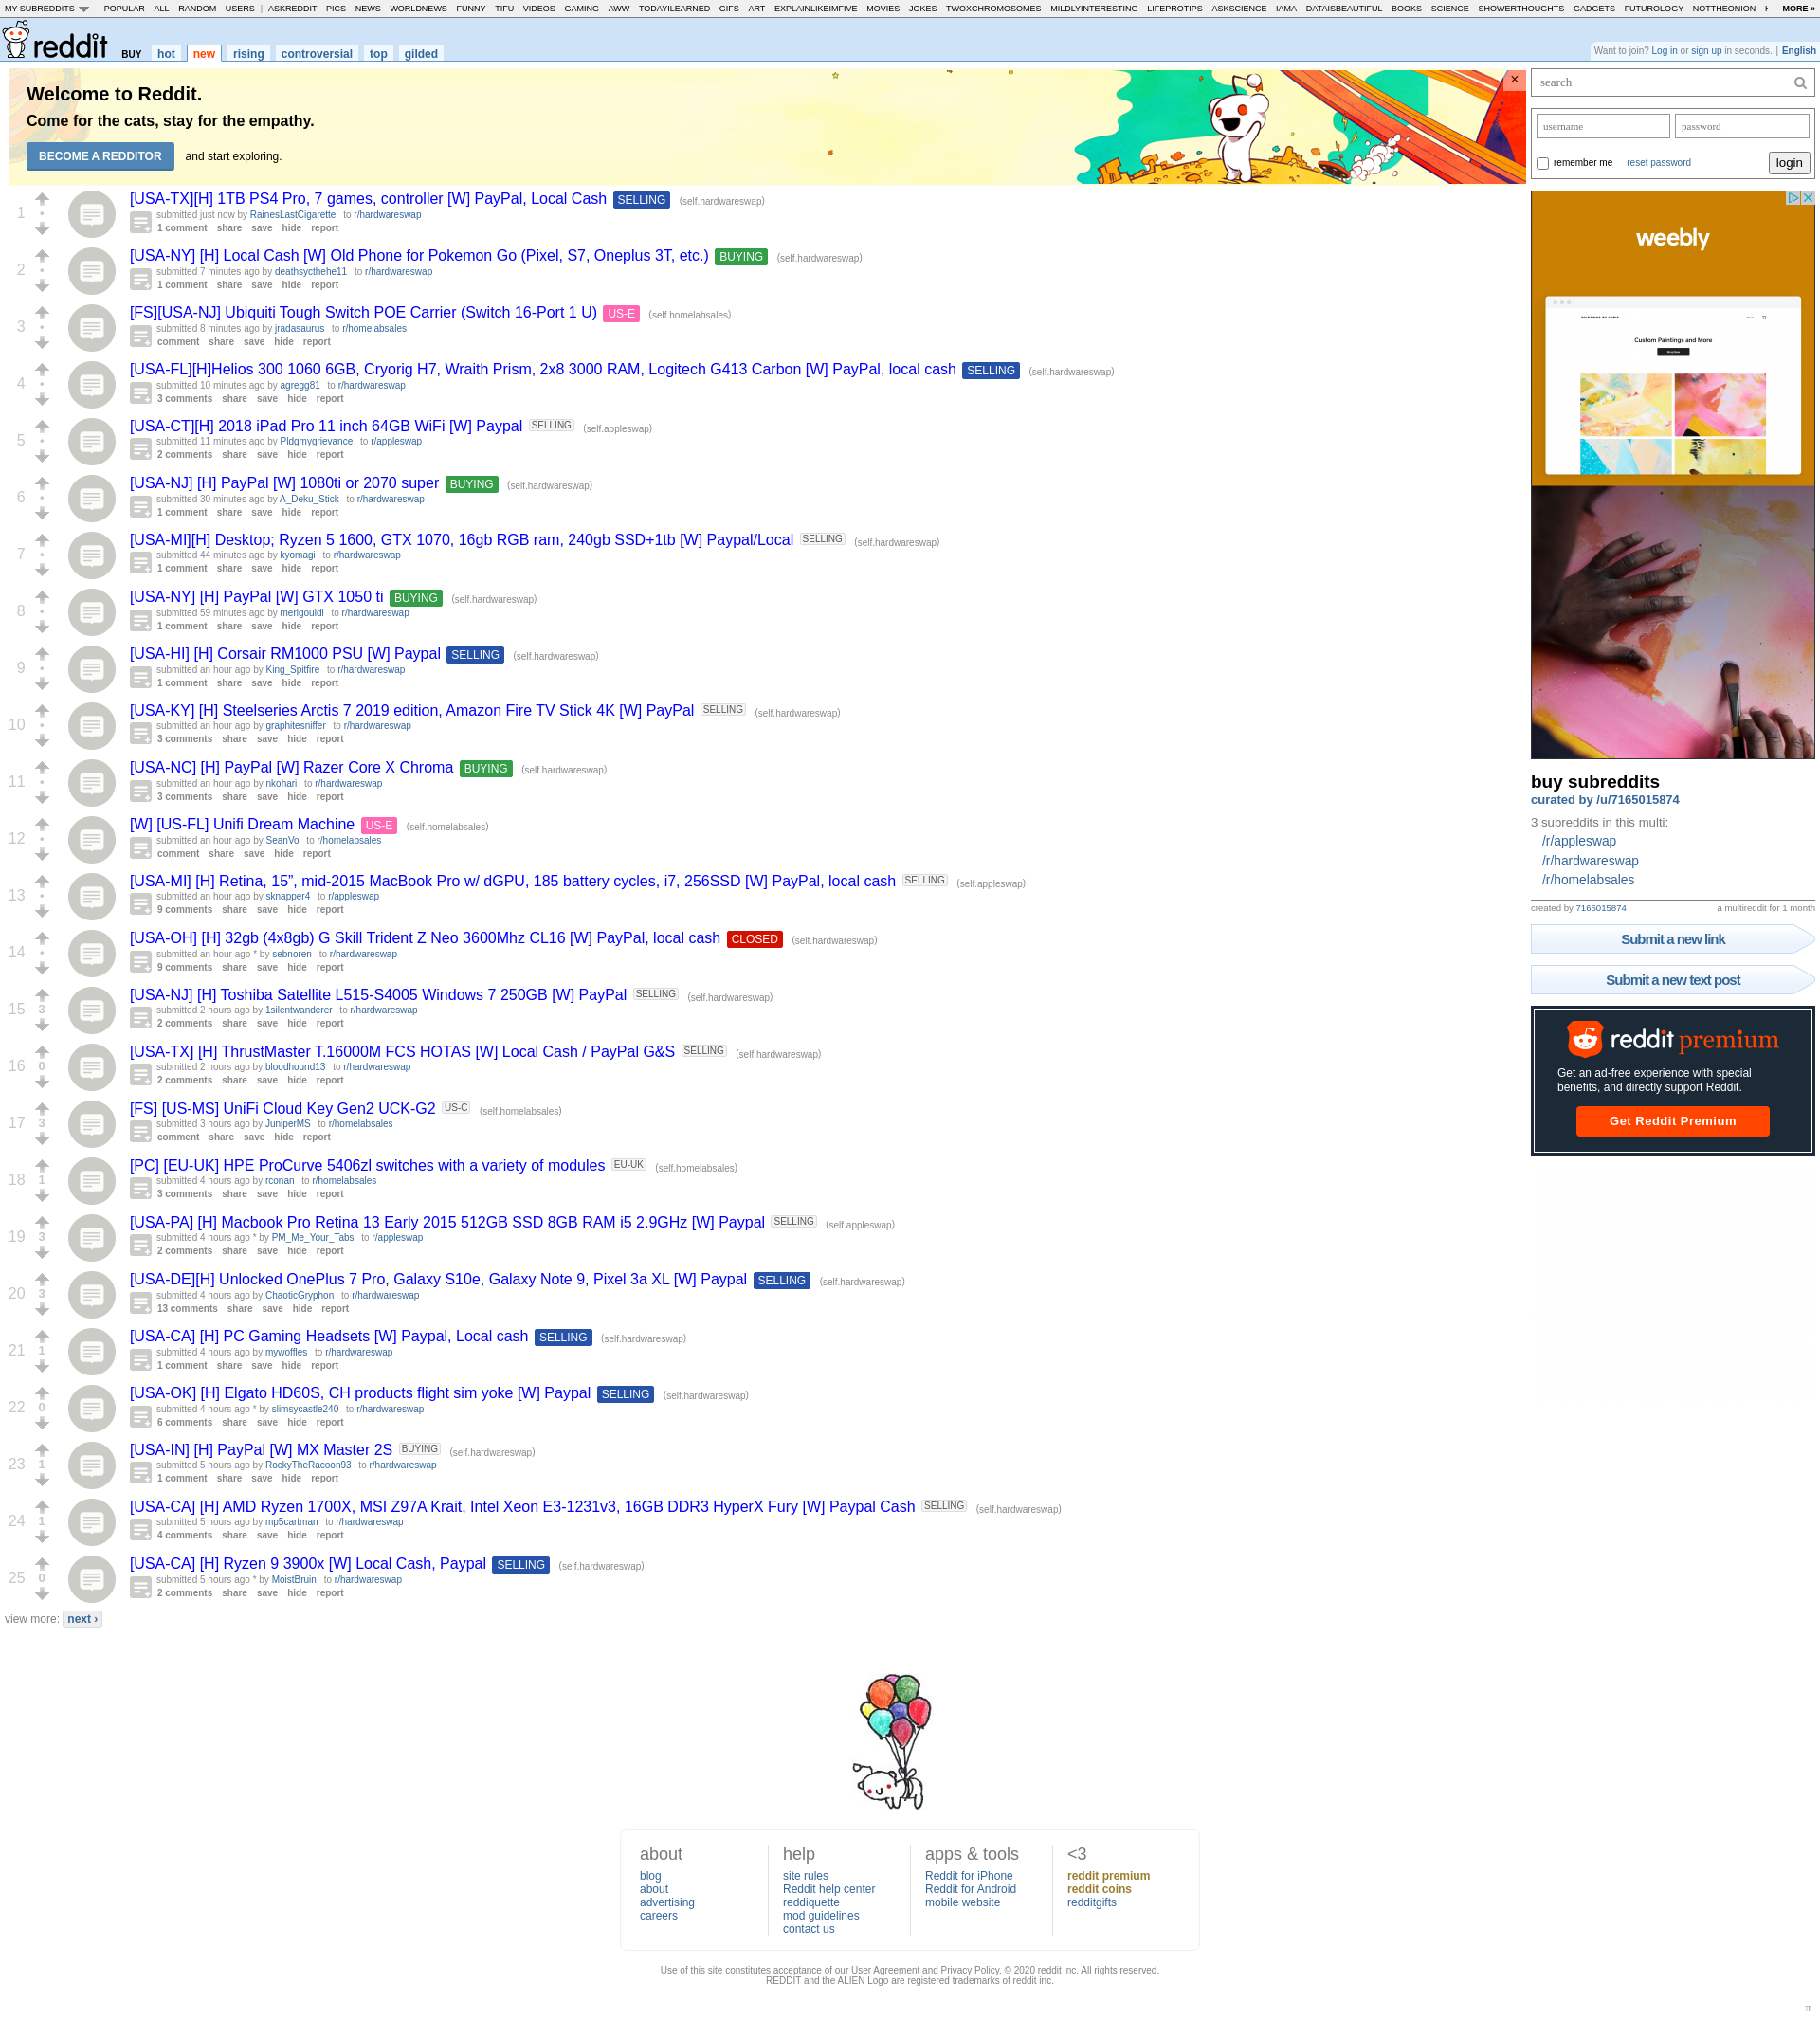 MY SUBREDDITS POPULAR - ALL - RANDOM - USERS | ASKREDDIT - PICS - NEWS - WORLDNEWS - FUNNY - TIFU - VIDEOS - GAMING - AWW - TODAYILEARNED - GIFS - ART - EXPLAINLIKEIMFIVE - MOVIES - JOKES - TWOXCHROMOSOMES - MILDLYINTERESTING - LIFEPROTIPS - ASKSCIENCE - IAMA - DATAISBEAUTIFUL - BOOKS - SCIENCE - SHOWERTHOUGHTS - GADGETS - FUTUROLOGY - NOTTHEONION - MORE »
reddit BUY hot new rising controversial top gilded
Want to join? Log in or sign up in seconds. | English
Welcome to Reddit.
Come for the cats, stay for the empathy.
BECOME A REDDITOR and start exploring.
×
1
[USA-TX][H] 1TB PS4 Pro, 7 games, controller [W] PayPal, Local Cash SELLING (self.hardwareswap)
submitted just now by RainesLastCigarette to r/hardwareswap
1 comment share save hide report
2
[USA-NY] [H] Local Cash [W] Old Phone for Pokemon Go (Pixel, S7, Oneplus 3T, etc.) BUYING (self.hardwareswap)
submitted 7 minutes ago by deathsycthehe11 to r/hardwareswap
1 comment share save hide report
3
[FS][USA-NJ] Ubiquiti Tough Switch POE Carrier (Switch 16-Port 1 U) US-E (self.homelabsales)
submitted 8 minutes ago by jradasaurus to r/homelabsales
comment share save hide report
4
[USA-FL][H]Helios 300 1060 6GB, Cryorig H7, Wraith Prism, 2x8 3000 RAM, Logitech G413 Carbon [W] PayPal, local cash SELLING (self.hardwareswap)
submitted 10 minutes ago by agregg81 to r/hardwareswap
3 comments share save hide report
5
[USA-CT][H] 2018 iPad Pro 11 inch 64GB WiFi [W] Paypal SELLING (self.appleswap)
submitted 11 minutes ago by Pldgmygrievance to r/appleswap
2 comments share save hide report
6
[USA-NJ] [H] PayPal [W] 1080ti or 2070 super BUYING (self.hardwareswap)
submitted 30 minutes ago by A_Deku_Stick to r/hardwareswap
1 comment share save hide report
7
[USA-MI][H] Desktop; Ryzen 5 1600, GTX 1070, 16gb RGB ram, 240gb SSD+1tb [W] Paypal/Local SELLING (self.hardwareswap)
submitted 44 minutes ago by kyomagi to r/hardwareswap
1 comment share save hide report
8
[USA-NY] [H] PayPal [W] GTX 1050 ti BUYING (self.hardwareswap)
submitted 59 minutes ago by merigouldi to r/hardwareswap
1 comment share save hide report
9
[USA-HI] [H] Corsair RM1000 PSU [W] Paypal SELLING (self.hardwareswap)
submitted an hour ago by King_Spitfire to r/hardwareswap
1 comment share save hide report
10
[USA-KY] [H] Steelseries Arctis 7 2019 edition, Amazon Fire TV Stick 4K [W] PayPal SELLING (self.hardwareswap)
submitted an hour ago by graphitesniffer to r/hardwareswap
3 comments share save hide report
11
[USA-NC] [H] PayPal [W] Razer Core X Chroma BUYING (self.hardwareswap)
submitted an hour ago by nkohari to r/hardwareswap
3 comments share save hide report
12
[W] [US-FL] Unifi Dream Machine US-E (self.homelabsales)
submitted an hour ago by SeanVo to r/homelabsales
comment share save hide report
13
[USA-MI] [H] Retina, 15”, mid-2015 MacBook Pro w/ dGPU, 185 battery cycles, i7, 256SSD [W] PayPal, local cash SELLING (self.appleswap)
submitted an hour ago by sknapper4 to r/appleswap
9 comments share save hide report
14
[USA-OH] [H] 32gb (4x8gb) G Skill Trident Z Neo 3600Mhz CL16 [W] PayPal, local cash CLOSED (self.hardwareswap)
submitted an hour ago * by sebnoren to r/hardwareswap
9 comments share save hide report
15 3
[USA-NJ] [H] Toshiba Satellite L515-S4005 Windows 7 250GB [W] PayPal SELLING (self.hardwareswap)
submitted 2 hours ago by 1silentwanderer to r/hardwareswap
2 comments share save hide report
16 0
[USA-TX] [H] ThrustMaster T.16000M FCS HOTAS [W] Local Cash / PayPal G&S SELLING (self.hardwareswap)
submitted 2 hours ago by bloodhound13 to r/hardwareswap
2 comments share save hide report
17 3
[FS] [US-MS] UniFi Cloud Key Gen2 UCK-G2 US-C (self.homelabsales)
submitted 3 hours ago by JuniperMS to r/homelabsales
comment share save hide report
18 1
[PC] [EU-UK] HPE ProCurve 5406zl switches with a variety of modules EU-UK (self.homelabsales)
submitted 4 hours ago by rconan to r/homelabsales
3 comments share save hide report
19 3
[USA-PA] [H] Macbook Pro Retina 13 Early 2015 512GB SSD 8GB RAM i5 2.9GHz [W] Paypal SELLING (self.appleswap)
submitted 4 hours ago * by PM_Me_Your_Tabs to r/appleswap
2 comments share save hide report
20 3
[USA-DE][H] Unlocked OnePlus 7 Pro, Galaxy S10e, Galaxy Note 9, Pixel 3a XL [W] Paypal SELLING (self.hardwareswap)
submitted 4 hours ago by ChaoticGryphon to r/hardwareswap
13 comments share save hide report
21 1
[USA-CA] [H] PC Gaming Headsets [W] Paypal, Local cash SELLING (self.hardwareswap)
submitted 4 hours ago by mywoffles to r/hardwareswap
1 comment share save hide report
22 0
[USA-OK] [H] Elgato HD60S, CH products flight sim yoke [W] Paypal SELLING (self.hardwareswap)
submitted 4 hours ago * by slimsycastle240 to r/hardwareswap
6 comments share save hide report
23 1
[USA-IN] [H] PayPal [W] MX Master 2S BUYING (self.hardwareswap)
submitted 5 hours ago by RockyTheRacoon93 to r/hardwareswap
1 comment share save hide report
24 1
[USA-CA] [H] AMD Ryzen 1700X, MSI Z97A Krait, Intel Xeon E3-1231v3, 16GB DDR3 HyperX Fury [W] Paypal Cash SELLING (self.hardwareswap)
submitted 5 hours ago by mp5cartman to r/hardwareswap
4 comments share save hide report
25 0
[USA-CA] [H] Ryzen 9 3900x [W] Local Cash, Paypal SELLING (self.hardwareswap)
submitted 5 hours ago * by MoistBruin to r/hardwareswap
2 comments share save hide report
view more: next ›
search
username password
remember me reset password login
weebly
Custom Paintings and More
buy subreddits
curated by /u/7165015874
3 subreddits in this multi:
/r/appleswap
/r/hardwareswap
/r/homelabsales
created by 7165015874 a multireddit for 1 month
Submit a new link
Submit a new text post
reddit premium
Get an ad-free experience with special
benefits, and directly support Reddit.
Get Reddit Premium
about
blog
about
advertising
careers
help
site rules
Reddit help center
reddiquette
mod guidelines
contact us
apps & tools
Reddit for iPhone
Reddit for Android
mobile website
<3
reddit premium
reddit coins
redditgifts
Use of this site constitutes acceptance of our User Agreement and Privacy Policy. © 2020 reddit inc. All rights reserved.
REDDIT and the ALIEN Logo are registered trademarks of reddit inc.
π